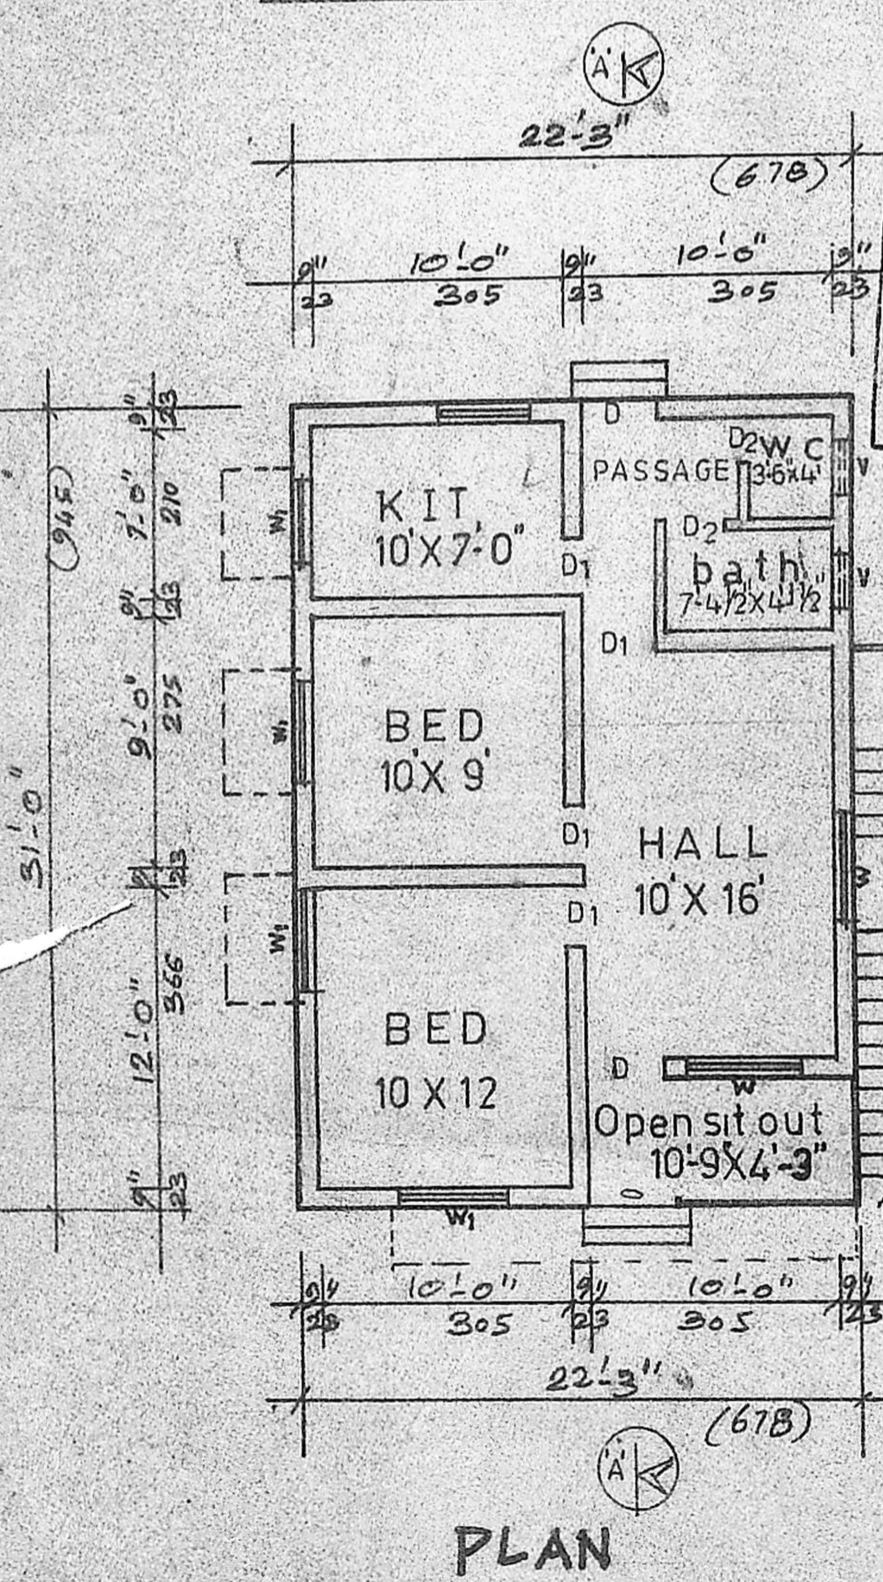 'A'
22'-3"
(678)
9" 10'-0" 9" 10'-0" 9"
23 305 23 305 23
31'-0"
(945)
9" 23
7'-0" 210
9" 23
9'-0" 275
9" 23
12'-0" 366
9" 23
D
D2 W C
PASSAGE 3'-6"x4'
V
W1
KIT
10'X7'-0"
D2
D1
bath
7'-4½"X4'-1½"
V
D1
W1
BED
10'X 9'
D1
HALL
10'X 16'
W
D1
W1
BED
10 X 12
D
W
Open sit out
10'-9"X4'-3"
W1
9" 10'-0" 9" 10'-0" 9"
23 305 23 305 23
22'-3"
(678)
'A'
PLAN